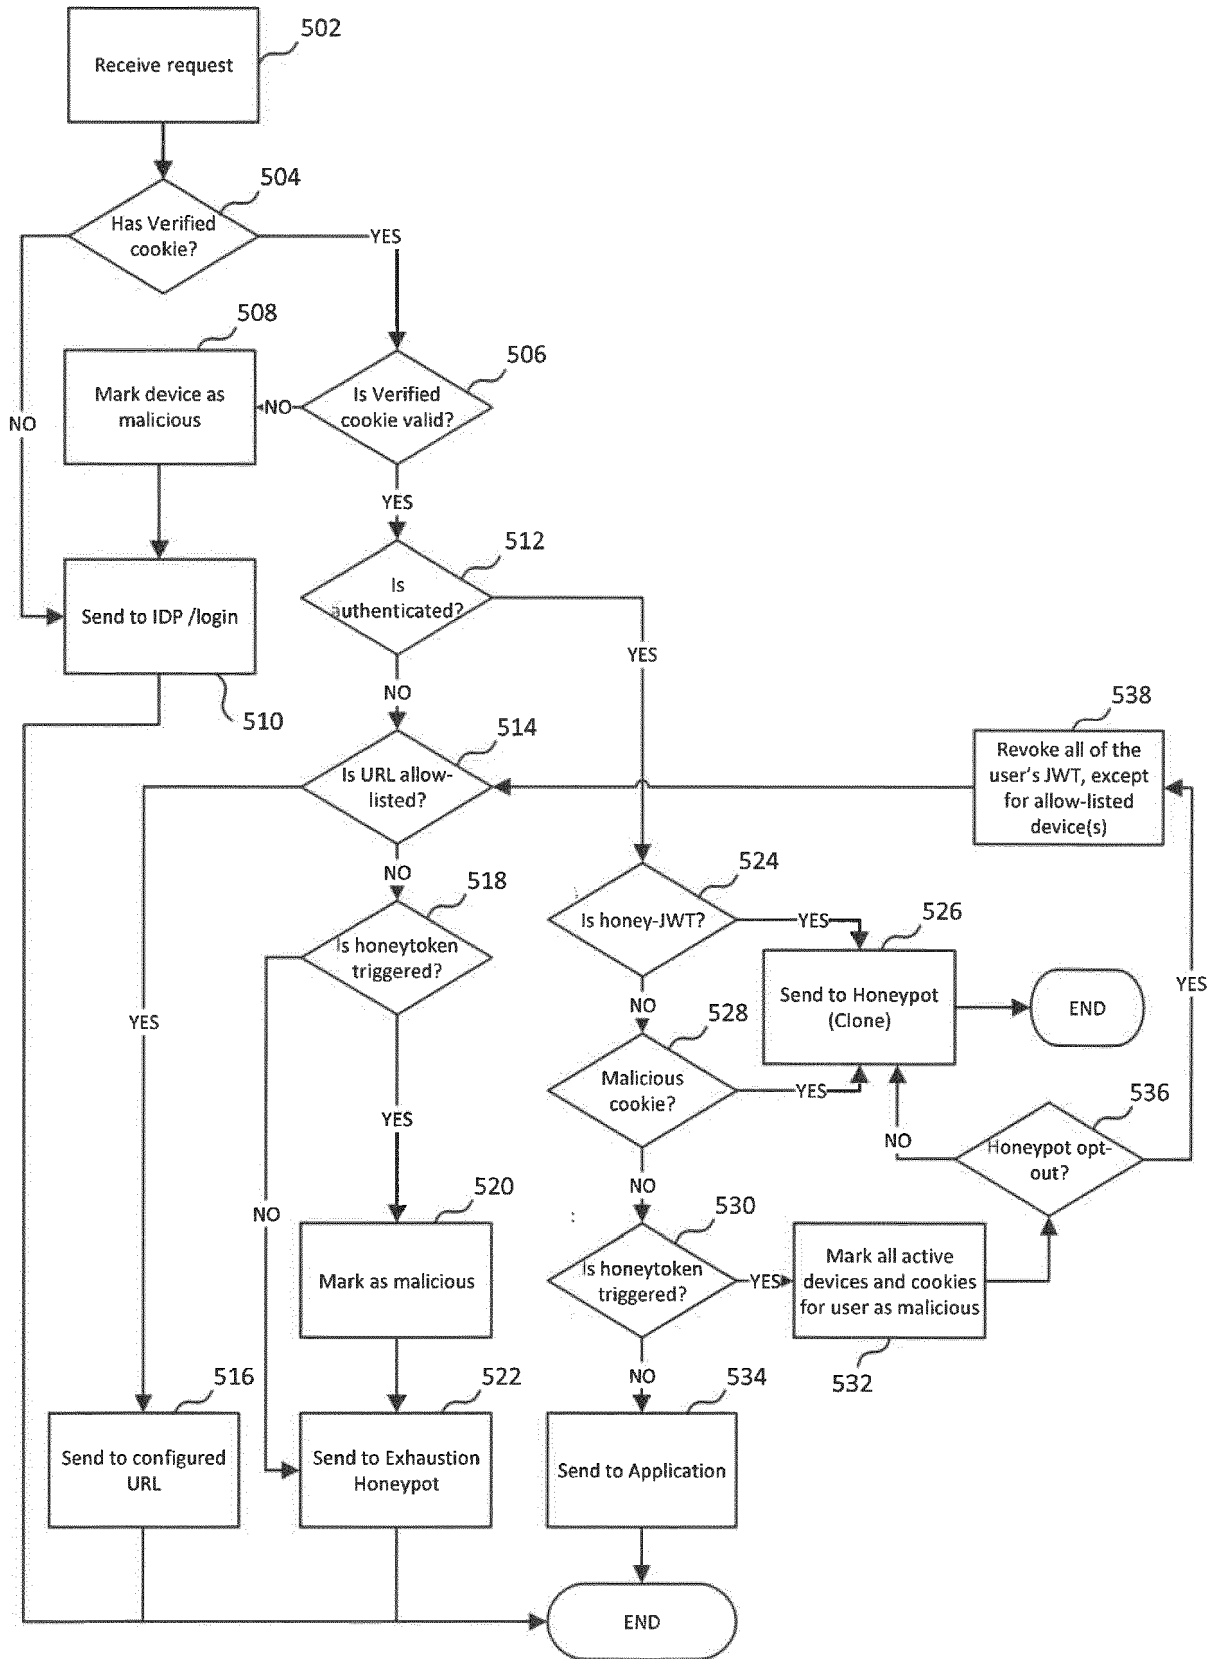 502
Receive request
504
Has Verified
cookie?
YES
508
506
Mark device as
malicious
NO
Is Verified
cookie valid?
NO
YES
512
Is
authenticated?
Send to IDP /login
YES
510
NO
538
514
Revoke all of the
user's JWT, except
for allow-listed
device(s)
Is URL allow-
listed?
NO
524
518
Is honey-JWT?
YES
526
Is honeytoken
triggered?
YES
NO
Send to Honeypot
(Clone)
END
YES
528
Malicious
cookie?
YES
536
YES
NO
Honeypot opt-
out?
NO
520
530
NO
Mark as malicious
Is honeytoken
triggered?
YES
Mark all active
devices and cookies
for user as malicious
532
NO
516
522
534
Send to configured
URL
Send to Exhaustion
Honeypot
Send to Application
END